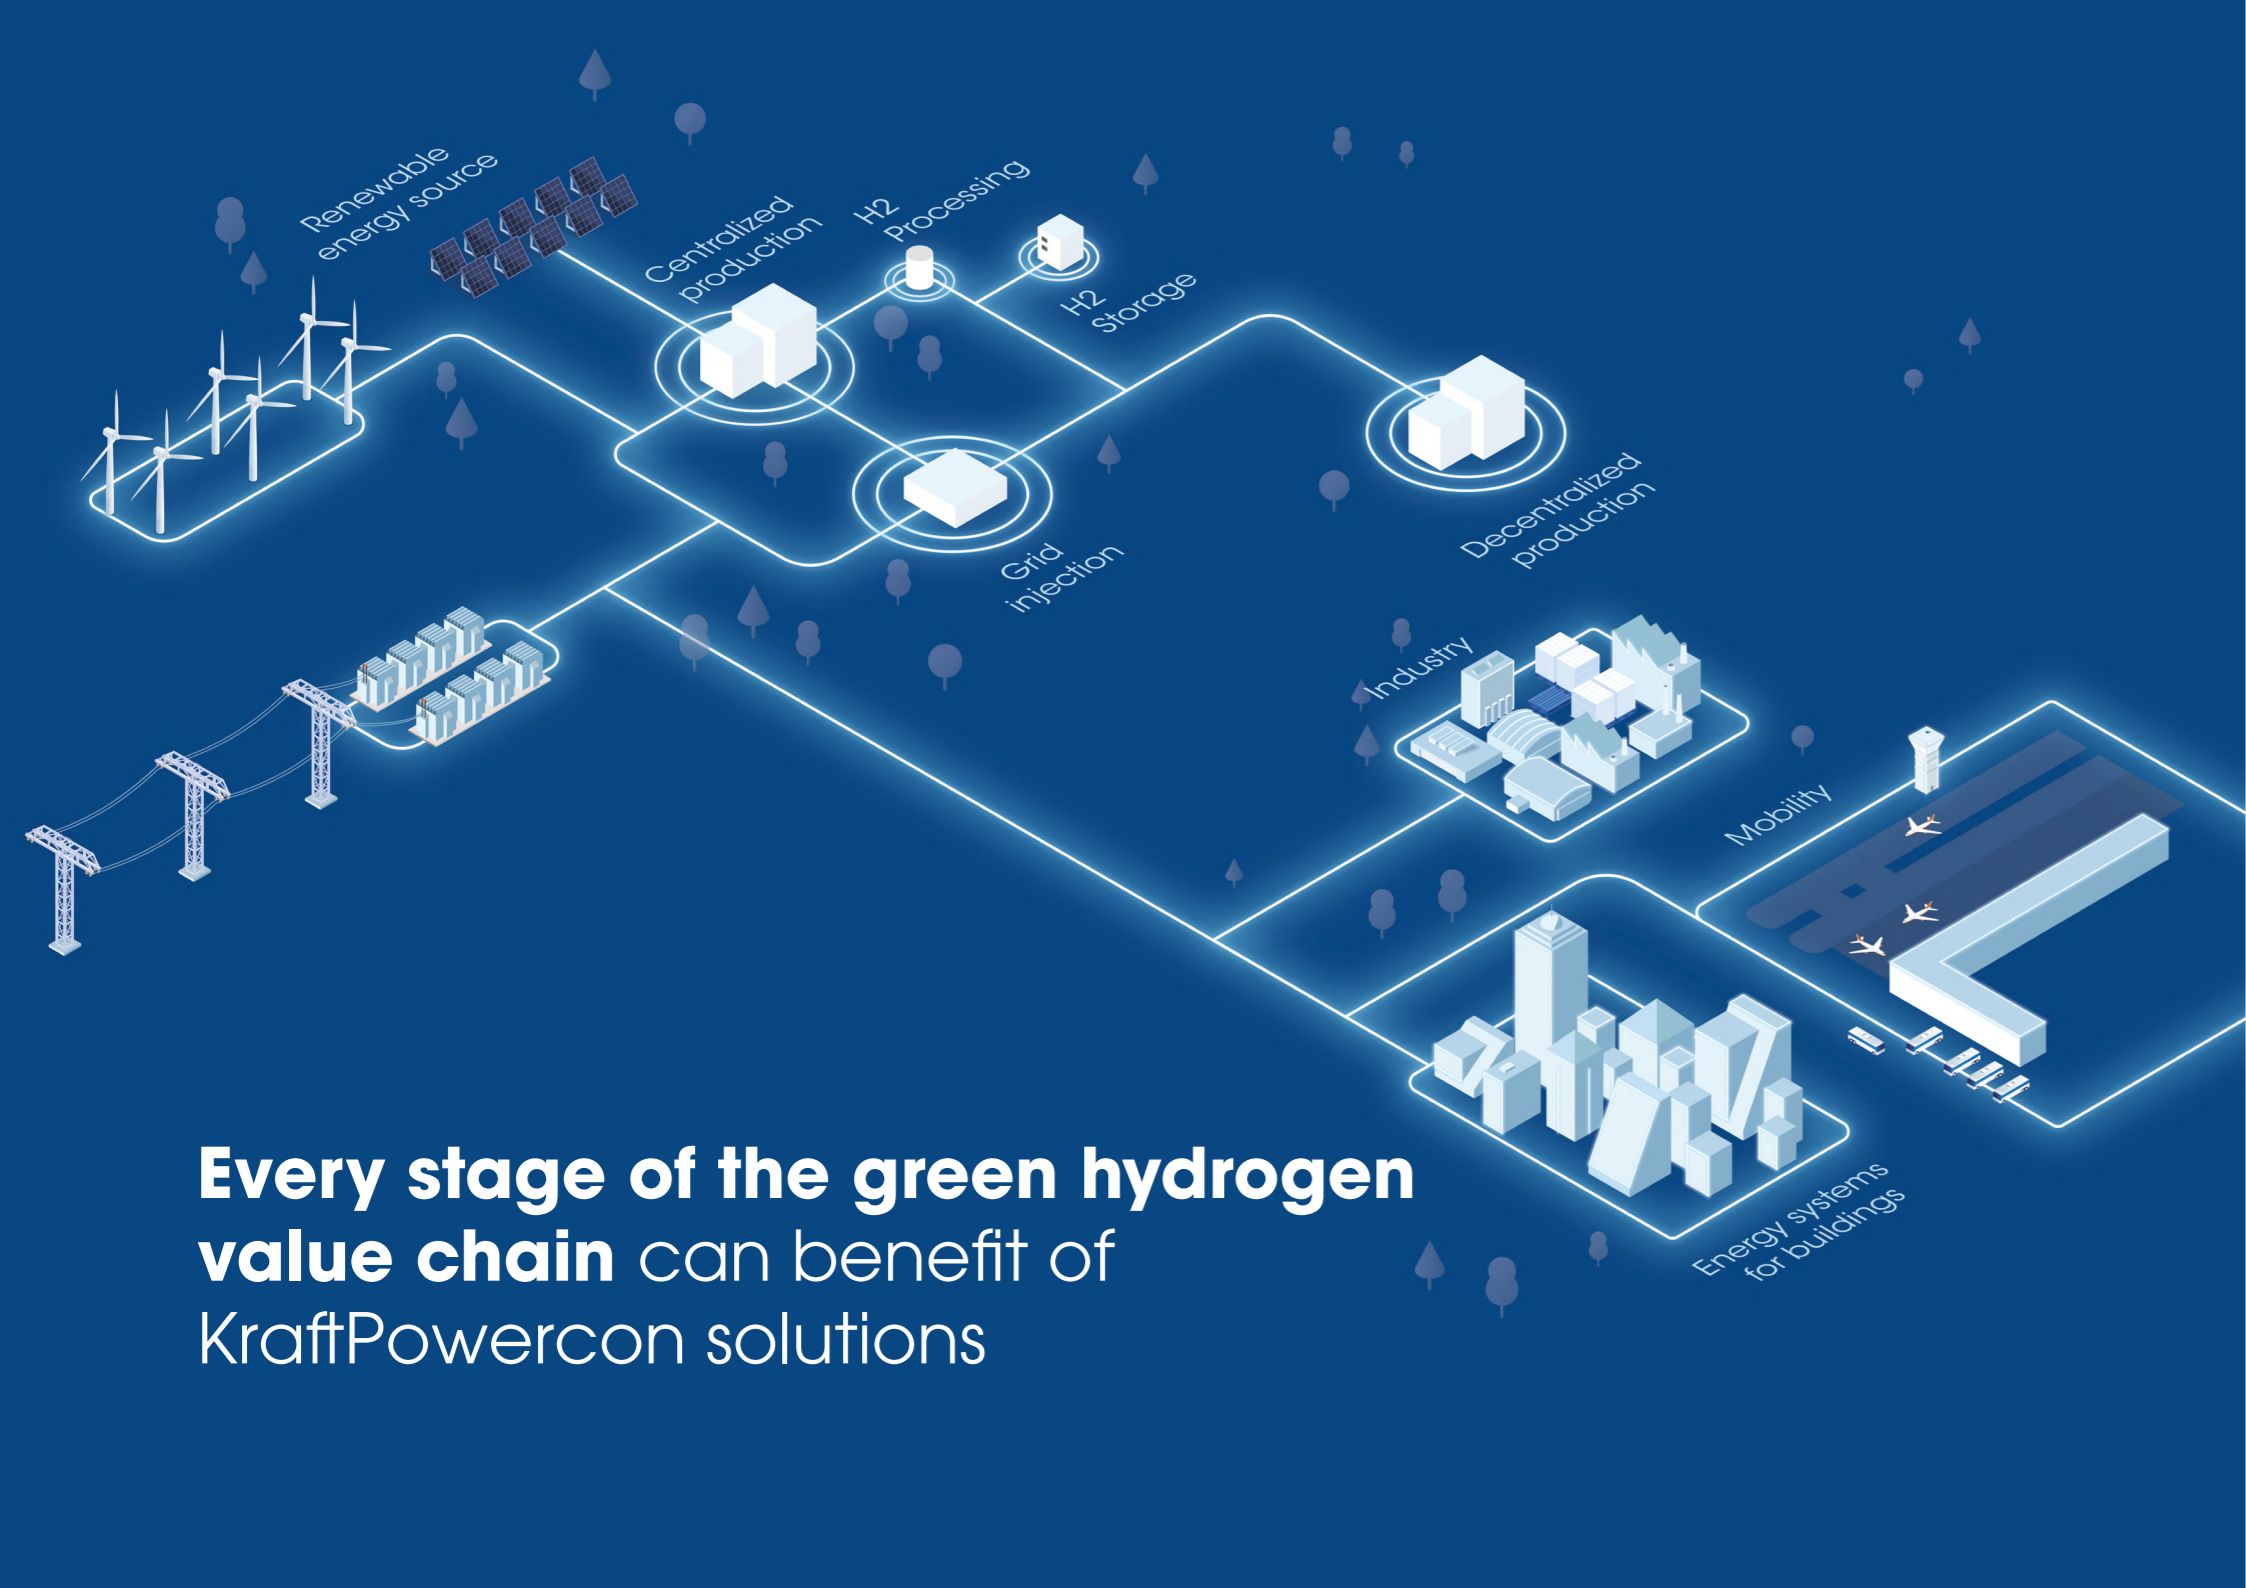 Renewable
energy source
Centralized
production
H2
Processing
H2
Storage
Decentralized
production
Grid
injection
Industry
Mobility
Energy systems
for buildings
Every stage of the green hydrogen
value chain can benefit of
KraftPowercon solutions